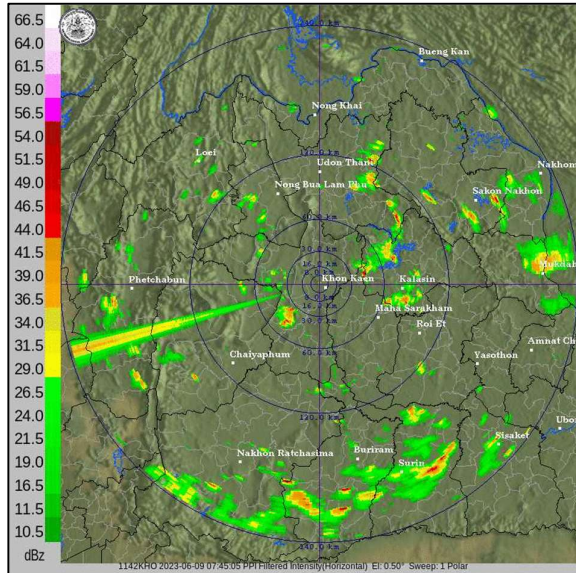 66.5
64.0
61.5
59.0
56.5
54.0
51.5
49.0
46.5
44.0
41.5
39.0
36.5
34.0
31.5
29.0
26.5
24.0
21.5
19.0
16.5
14.0
11.5
10.5
dBz
Bueng Kan
Nong Khai
Loei
Udon Thani
Nakhom
Nong Bua Lam Phu
Sakon Nakhon
Mukdah
Phetchabun
Khon Kaen
Kalasin
Maha Sarakham
Roi Et
Amnat Ch
Chaiyaphum
Yasothon
120.0 km
Ubo
Nakhon Ratchasima
Buriram
Surin
Sisaket
1142KHO 2023-06-09 07:45:05 PPI Filtered Intensity(Horizontal) El: 0.50° Sweep: 1 Polar